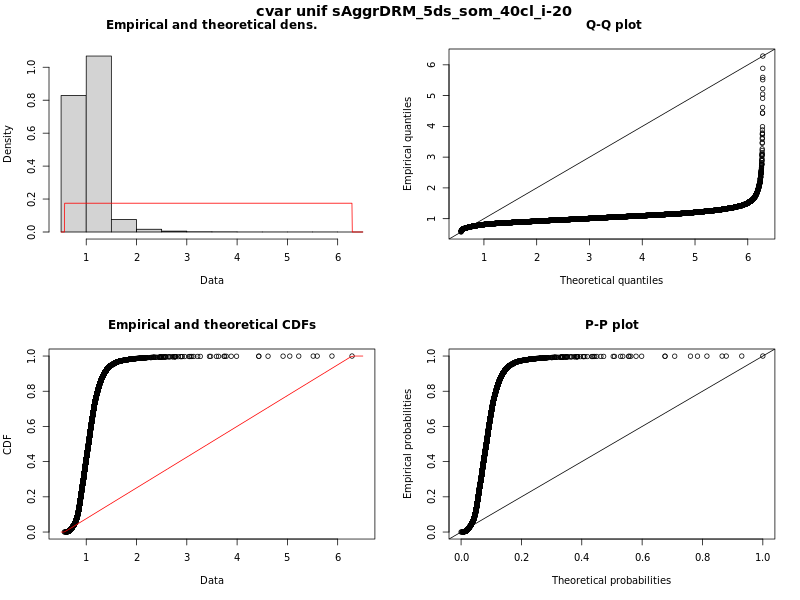 cvar unif sAggrDRM_5ds_som_40cl_i-20
Empirical and theoretical dens.
Density
0.0 0.2 0.4 0.6 0.8 1.0
1 2 3 4 5 6
Data
Q-Q plot
Empirical quantiles
1 2 3 4 5 6
1 2 3 4 5 6
Theoretical quantiles
Empirical and theoretical CDFs
CDF
0.0 0.2 0.4 0.6 0.8 1.0
1 2 3 4 5 6
Data
P-P plot
Empirical probabilities
0.0 0.2 0.4 0.6 0.8 1.0
0.0 0.2 0.4 0.6 0.8 1.0
Theoretical probabilities